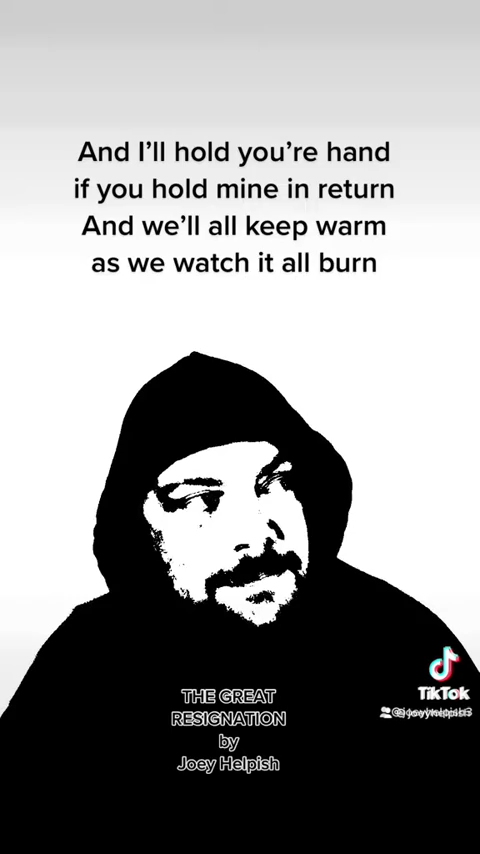 And I’ll hold you’re hand
if you hold mine in return
And we’ll all keep warm
as we watch it all burn
THE GREAT
RESIGNATION
by
Joey Helpish
TikTok